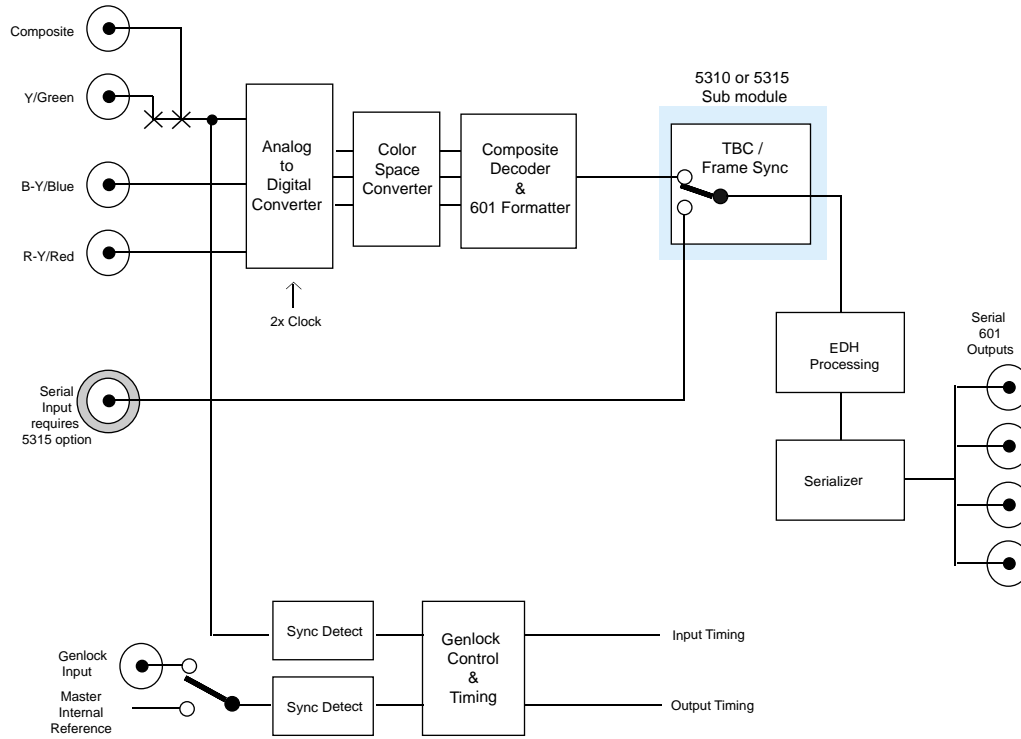 Composite
Y/Green
B-Y/Blue
R-Y/Red
Analog
to
Digital
Converter
2x Clock
Color
Space
Converter
Composite
Decoder
&
601 Formatter
5310 or 5315
Sub module
TBC /
Frame Sync
EDH
Processing
Serial
601
Outputs
Serializer
Serial
Input
requires
5315 option
Sync Detect
Genlock
Control
&
Timing
Input Timing
Genlock
Input
Master
Internal
Reference
Sync Detect
Output Timing